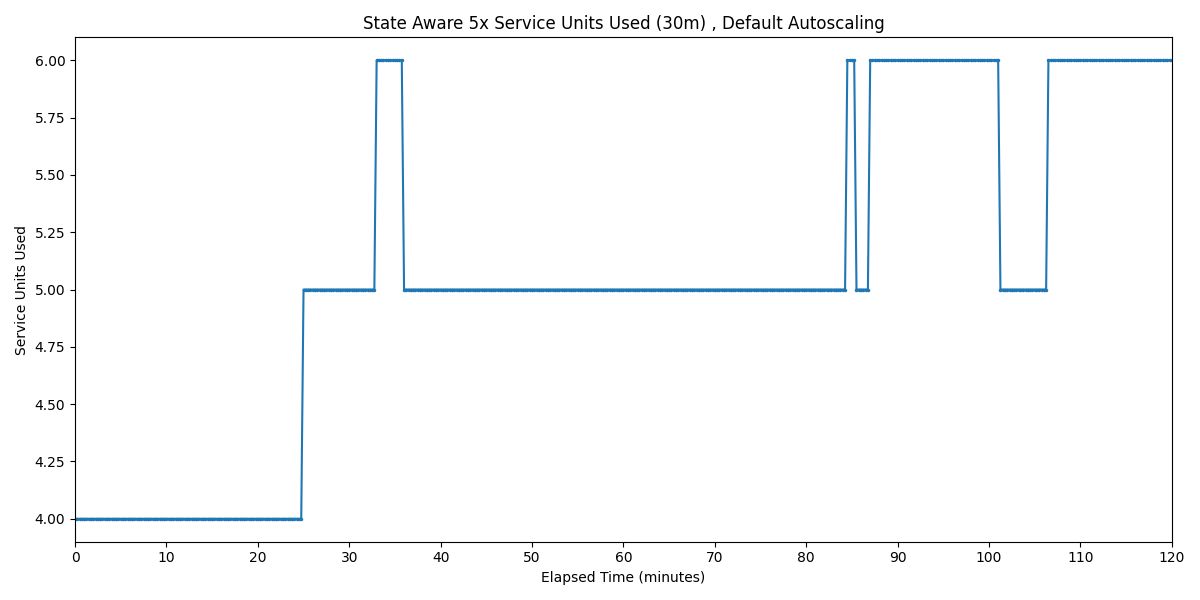 State Aware 5x Service Units Used (30m) , Default Autoscaling
6.00
5.75
5.50
5.25
5.00
4.75
4.50
4.25
4.00
Service Units Used
0 10 20 30 40 50 60 70 80 90 100 110 120
Elapsed Time (minutes)